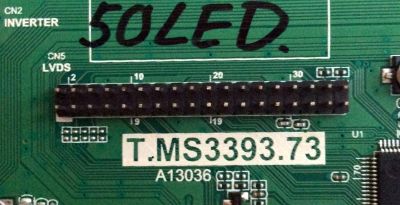 CN2
INVERTER
50LED.
CN5
LVDS
2
10
20
30
1
9
19
T.MS3393.73
A13036
U1